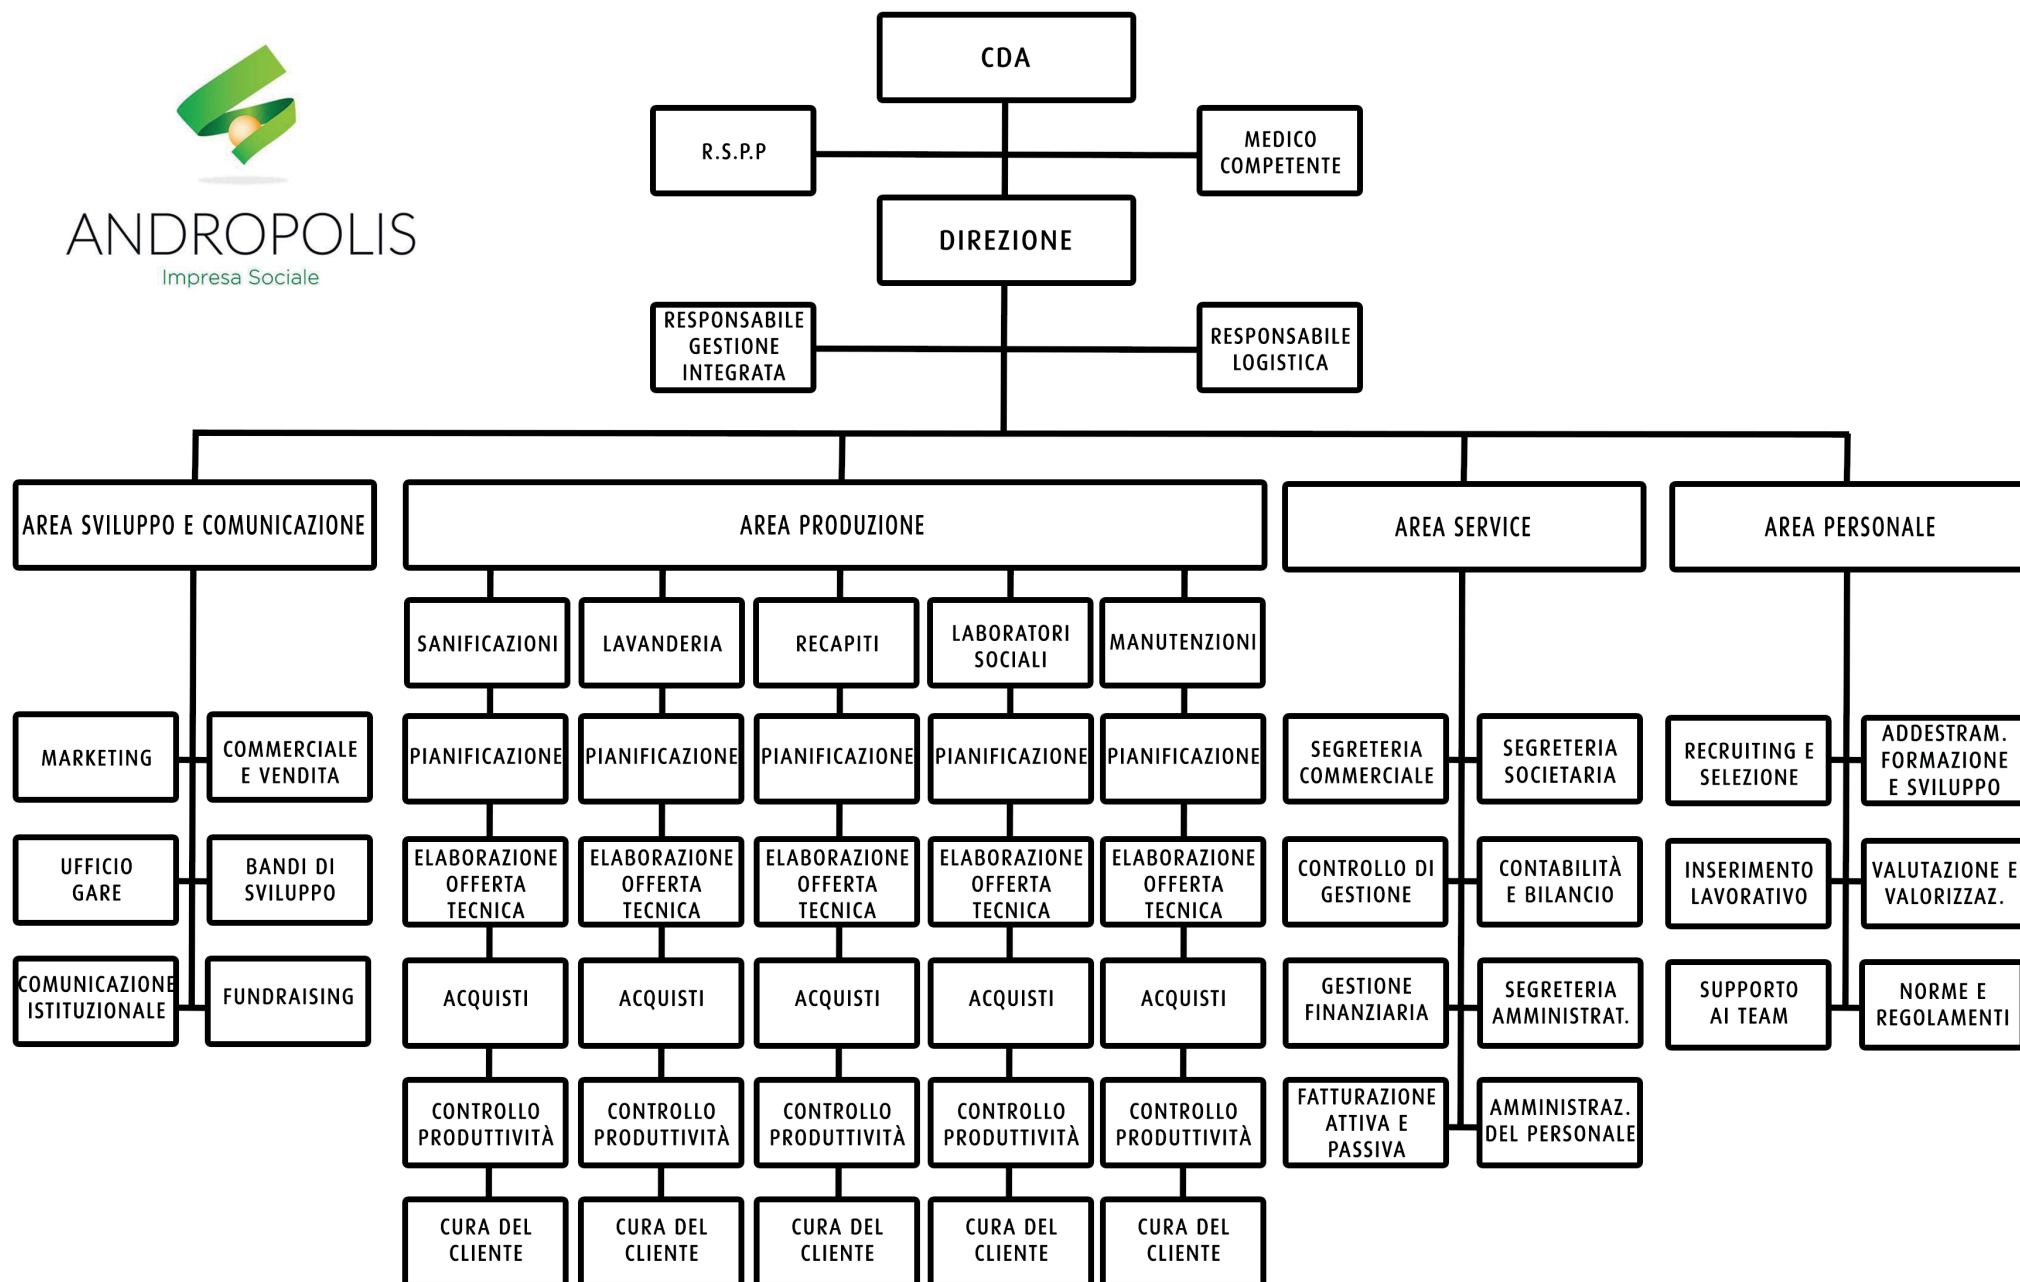 ANDROPOLIS
Impresa Sociale
CDA
R.S.P.P
MEDICO
COMPETENTE
DIREZIONE
RESPONSABILE
GESTIONE
INTEGRATA
RESPONSABILE
LOGISTICA
AREA SVILUPPO E COMUNICAZIONE
AREA PRODUZIONE
AREA SERVICE
AREA PERSONALE
MARKETING
COMMERCIALE
E VENDITA
UFFICIO
GARE
BANDI DI
SVILUPPO
COMUNICAZIONE
ISTITUZIONALE
FUNDRAISING
SANIFICAZIONI
PIANIFICAZIONE
ELABORAZIONE
OFFERTA
TECNICA
ACQUISTI
CONTROLLO
PRODUTTIVITÀ
CURA DEL
CLIENTE
LAVANDERIA
PIANIFICAZIONE
ELABORAZIONE
OFFERTA
TECNICA
ACQUISTI
CONTROLLO
PRODUTTIVITÀ
CURA DEL
CLIENTE
RECAPITI
PIANIFICAZIONE
ELABORAZIONE
OFFERTA
TECNICA
ACQUISTI
CONTROLLO
PRODUTTIVITÀ
CURA DEL
CLIENTE
LABORATORI
SOCIALI
PIANIFICAZIONE
ELABORAZIONE
OFFERTA
TECNICA
ACQUISTI
CONTROLLO
PRODUTTIVITÀ
CURA DEL
CLIENTE
MANUTENZIONI
PIANIFICAZIONE
ELABORAZIONE
OFFERTA
TECNICA
ACQUISTI
CONTROLLO
PRODUTTIVITÀ
CURA DEL
CLIENTE
SEGRETERIA
COMMERCIALE
SEGRETERIA
SOCIETARIA
CONTROLLO DI
GESTIONE
CONTABILITÀ
E BILANCIO
GESTIONE
FINANZIARIA
SEGRETERIA
AMMINISTRAT.
FATTURAZIONE
ATTIVA E
PASSIVA
AMMINISTRAZ.
DEL PERSONALE
RECRUITING E
SELEZIONE
ADDESTRAM.
FORMAZIONE
E SVILUPPO
INSERIMENTO
LAVORATIVO
VALUTAZIONE E
VALORIZZAZ.
SUPPORTO
AI TEAM
NORME E
REGOLAMENTI